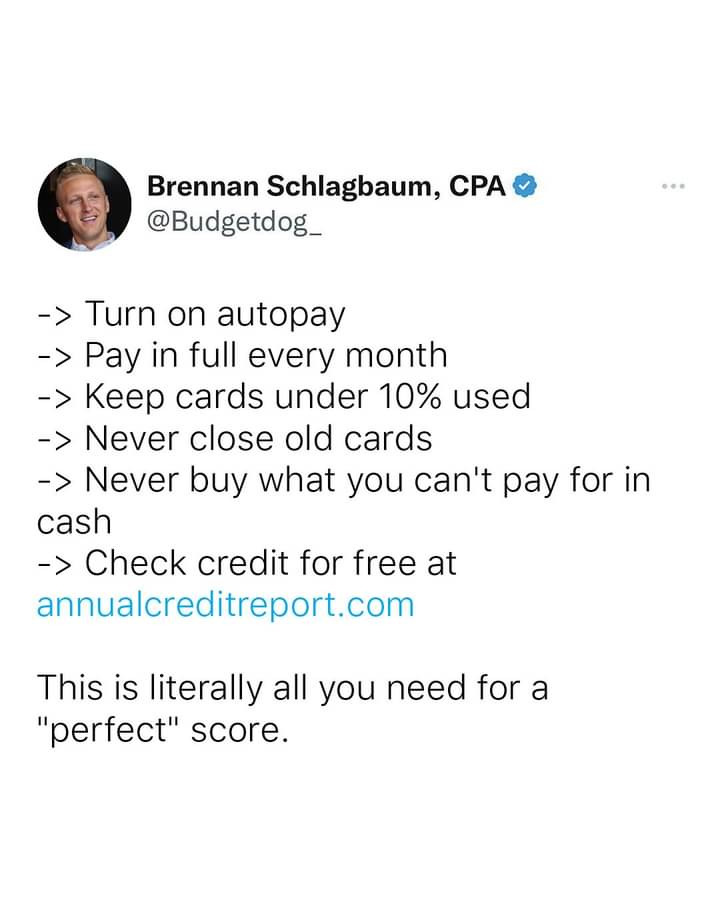 Brennan Schlagbaum, CPA
@Budgetdog_
-> Turn on autopay
-> Pay in full every month
-> Keep cards under 10% used
-> Never close old cards
-> Never buy what you can't pay for in
cash
-> Check credit for free at
annualcreditreport.com
This is literally all you need for a
"perfect" score.